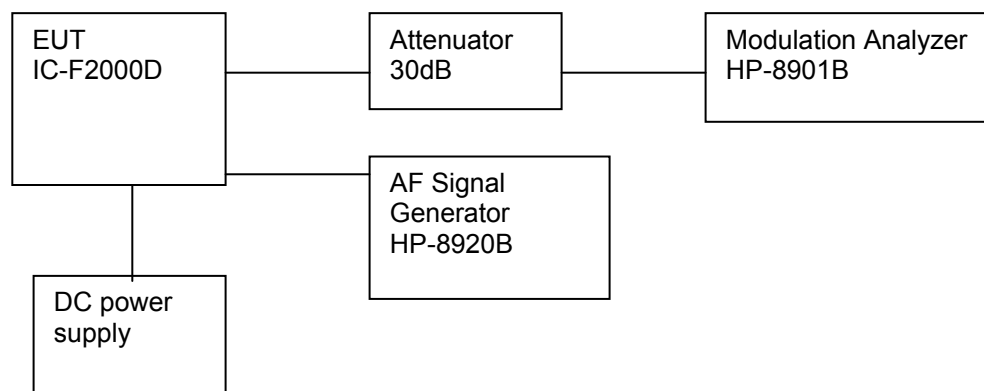 EUT
IC-F2000D
Attenuator
30dB
Modulation Analyzer
HP-8901B
AF Signal
Generator
HP-8920B
DC power
supply